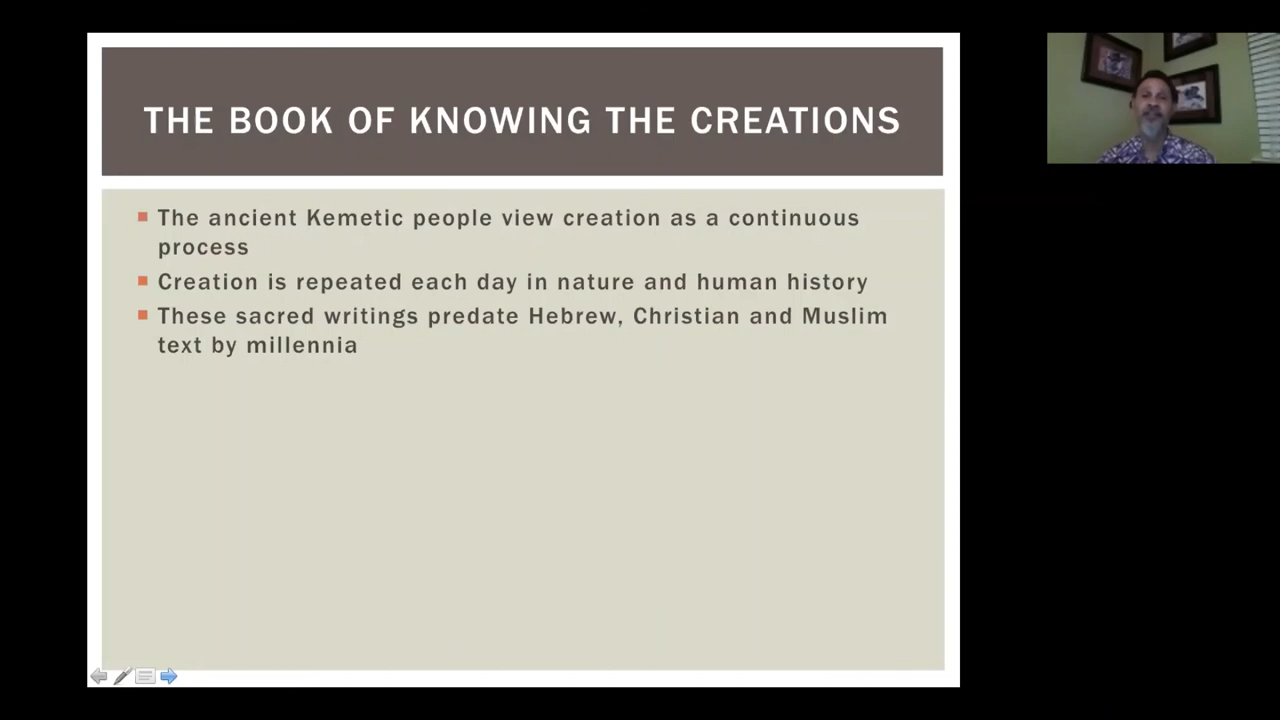 THE BOOK OF KNOWING THE CREATIONS
The ancient Kemetic people view creation as a continuous
process
Creation is repeated each day in nature and human history
These sacred writings predate Hebrew, Christian and Muslim
text by millennia